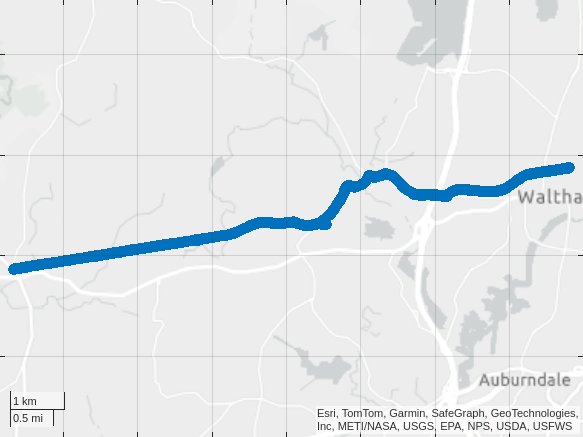 Waltha
Auburndale
1 km
0.5 mi
Esri, TomTom, Garmin, SafeGraph, GeoTechnologies,
Inc, METI/NASA, USGS, EPA, NPS, USDA, USFWS